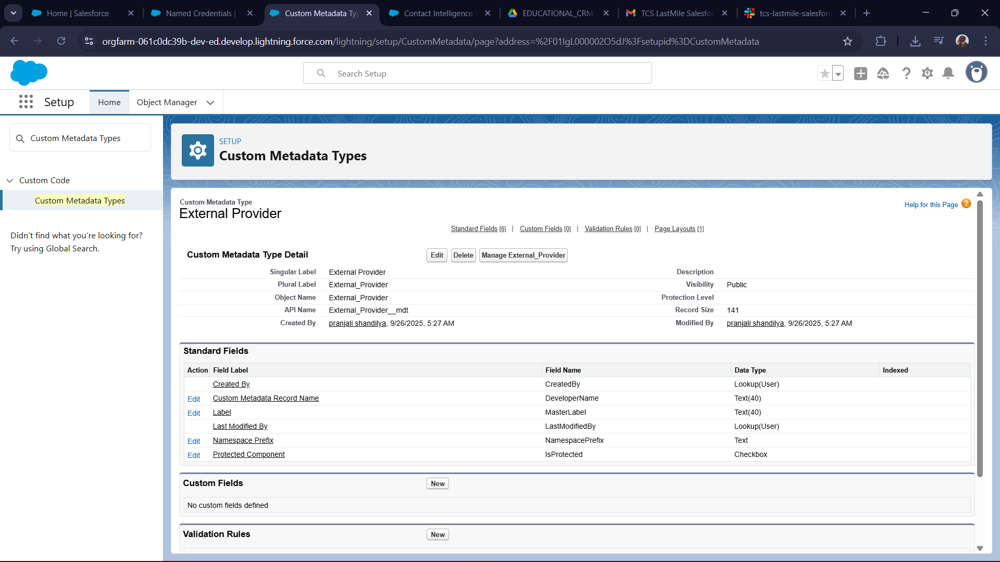 Home | Salesforce
Named Credentials |
Custom Metadata Ty
Contact Intelligence
EDUCATIONAL_CRM
TCS LastMile Salesfor
tcs-lastmile-salesforc
orgfarm-061c0dc39b-dev-ed.develop.lightning.force.com/lightning/setup/CustomMetadata/page?address=%2F01IgL000002O5dJ%3Fsetupid%3DCustomMetadata
Search Setup
Setup
Home
Object Manager
Custom Metadata Types
Custom Code
Custom Metadata Types
Didn't find what you're looking for?
Try using Global Search.
SETUP
Custom Metadata Types
Custom Metadata Type
External Provider
Help for this Page
Standard Fields [6] | Custom Fields [0] | Validation Rules [0] | Page Layouts [1]
Custom Metadata Type Detail
Edit Delete Manage External_Provider
Singular Label External Provider Description
Plural Label External_Provider Visibility Public
Object Name External_Provider Protection Level
API Name External_Provider__mdt Record Size 141
Created By pranjali shandilya, 9/26/2025, 5:27 AM Modified By pranjali shandilya, 9/26/2025, 5:27 AM
Standard Fields
Action Field Label Field Name Data Type Indexed
Created By CreatedBy Lookup(User)
Edit Custom Metadata Record Name DeveloperName Text(40)
Edit Label MasterLabel Text(40)
Last Modified By LastModifiedBy Lookup(User)
Edit Namespace Prefix NamespacePrefix Text
Edit Protected Component IsProtected Checkbox
Custom Fields New
No custom fields defined
Validation Rules New